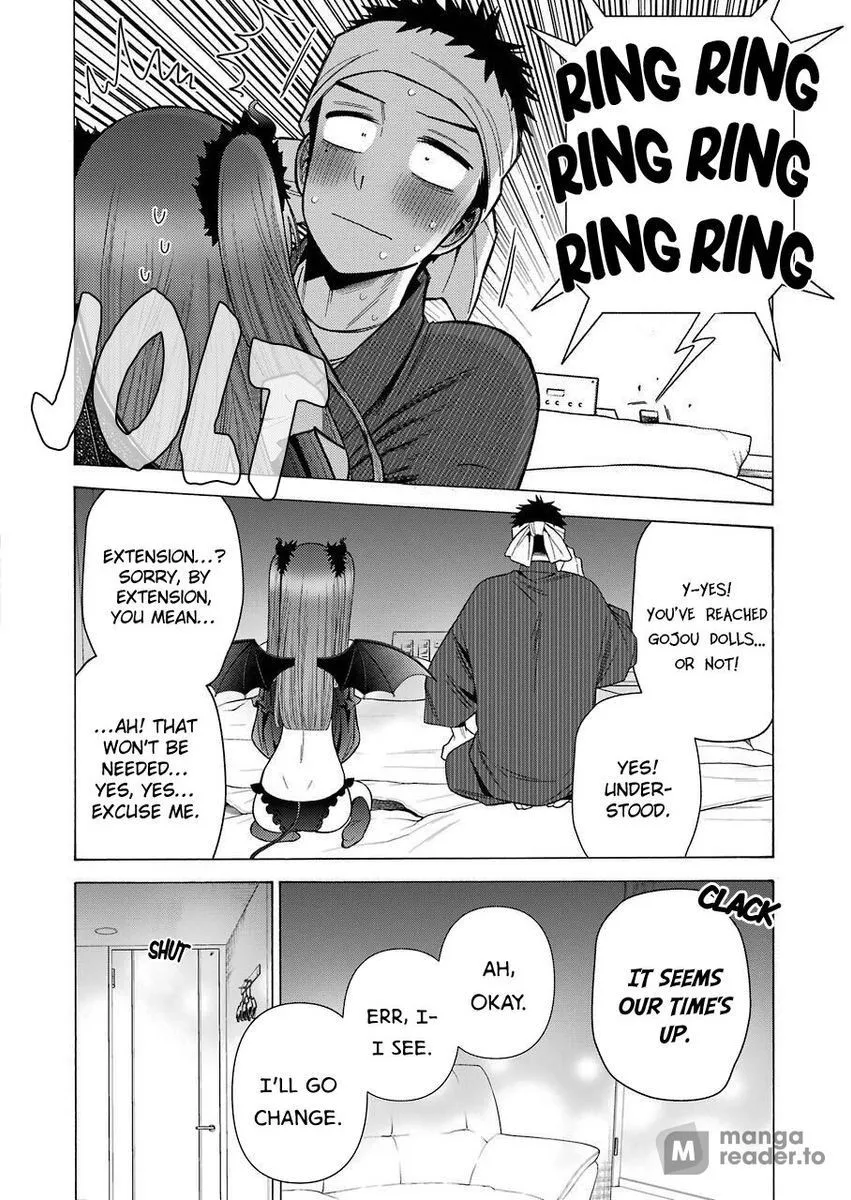 RING RING
RING RING
RING RING
JOLT
Y-YES!
YOU'VE REACHED
GOJOU DOLLS...
OR NOT!
YES!
UNDER-
STOOD.
EXTENSION...?
SORRY, BY
EXTENSION,
YOU MEAN...
...AH! THAT
WON'T BE
NEEDED...
YES, YES...
EXCUSE ME.
CLACK
IT SEEMS
OUR TIME'S
UP.
AH,
OKAY.
ERR, I-
I SEE.
I'LL GO
CHANGE.
SHUT
M manga
reader.to